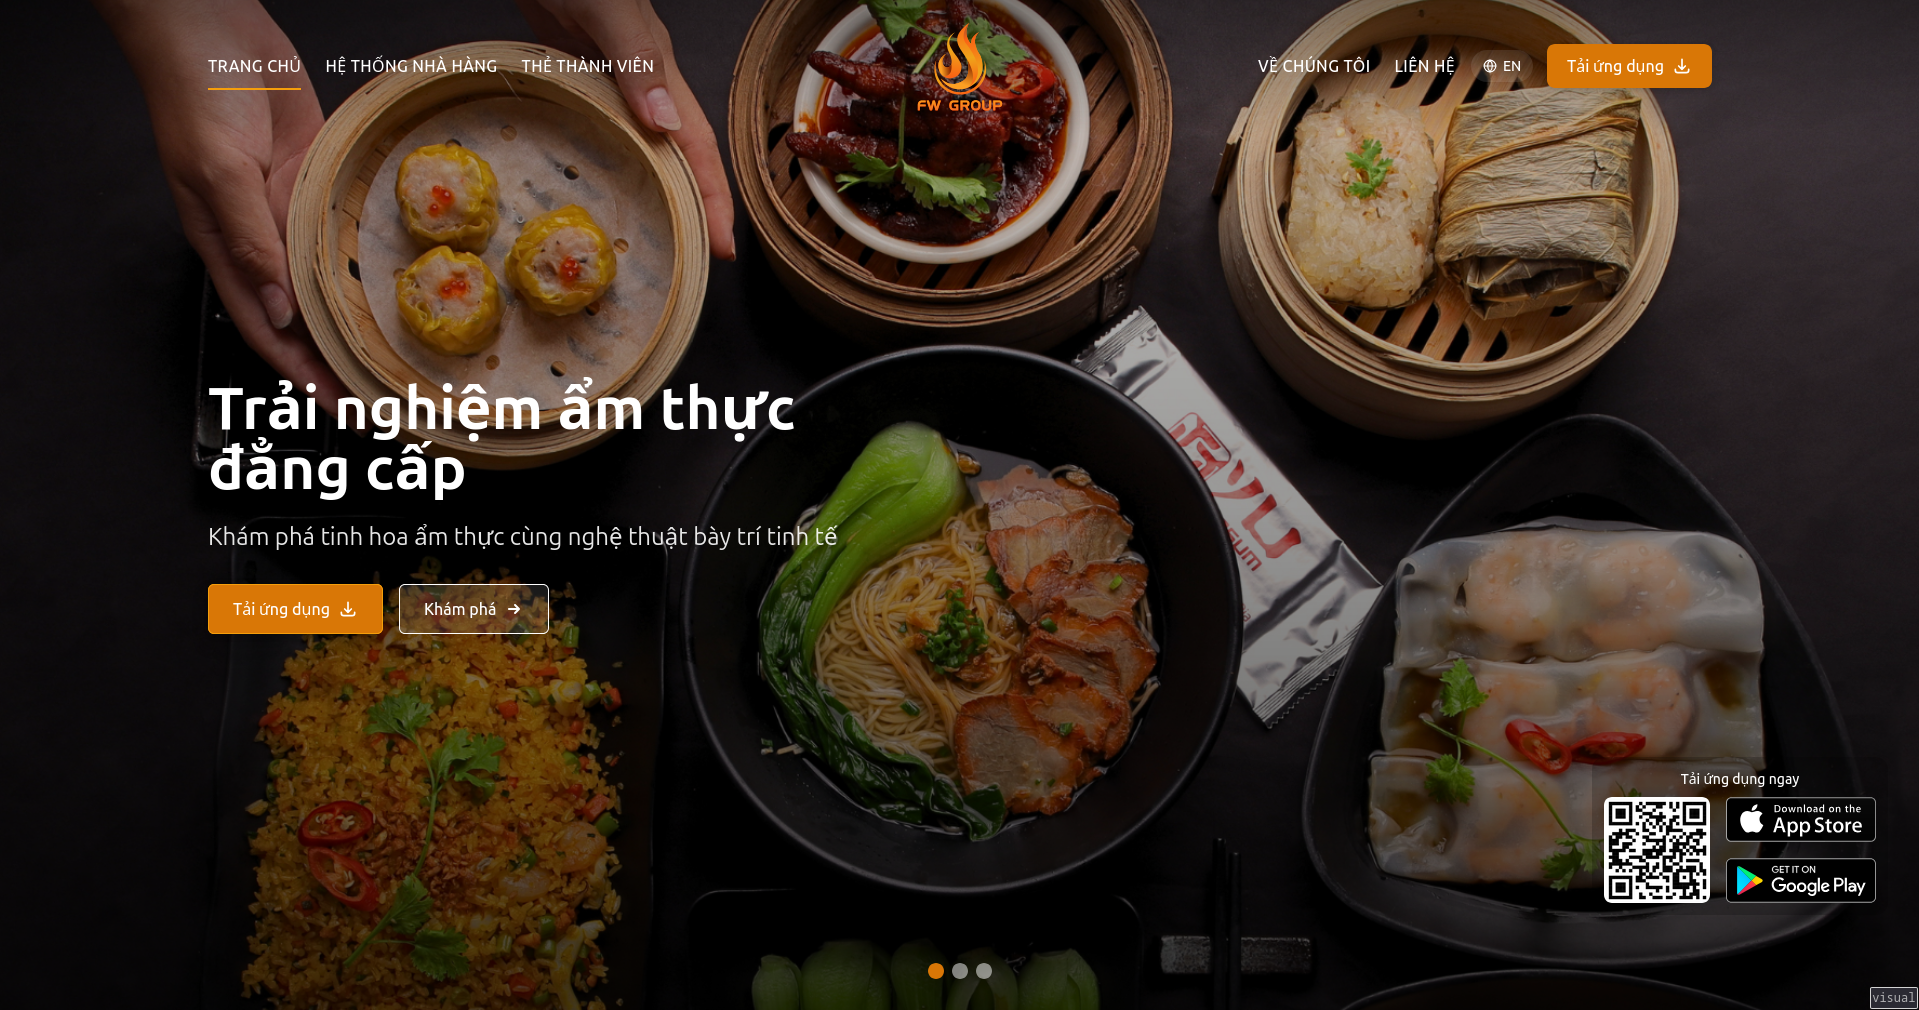 TRANG CHỦ
HỆ THỐNG NHÀ HÀNG
THẺ THÀNH VIÊN
FW GROUP
VỀ CHÚNG TÔI
LIÊN HỆ
EN
Tải ứng dụng
Trải nghiệm ẩm thực
đẳng cấp
Khám phá tinh hoa ẩm thực cùng nghệ thuật bày trí tinh tế
Tải ứng dụng
Khám phá
Tải ứng dụng ngay
Download on the
App Store
GET IT ON
Google Play
visual